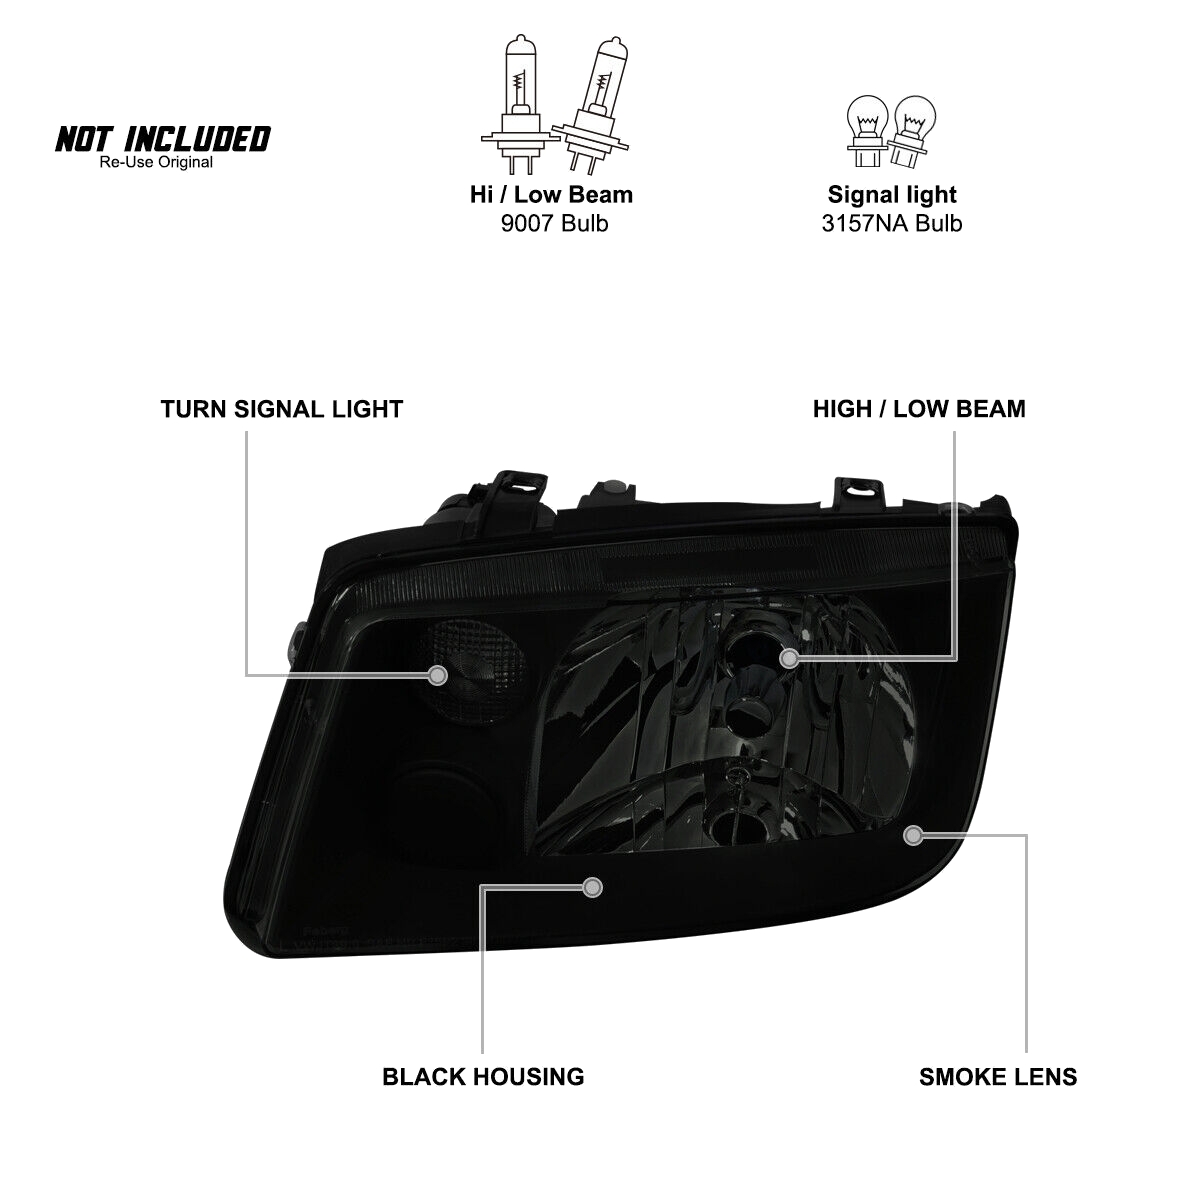 NOT INCLUDED
Re-Use Original
Hi / Low Beam
9007 Bulb
Signal light
3157NA Bulb
TURN SIGNAL LIGHT
HIGH / LOW BEAM
BLACK HOUSING
SMOKE LENS